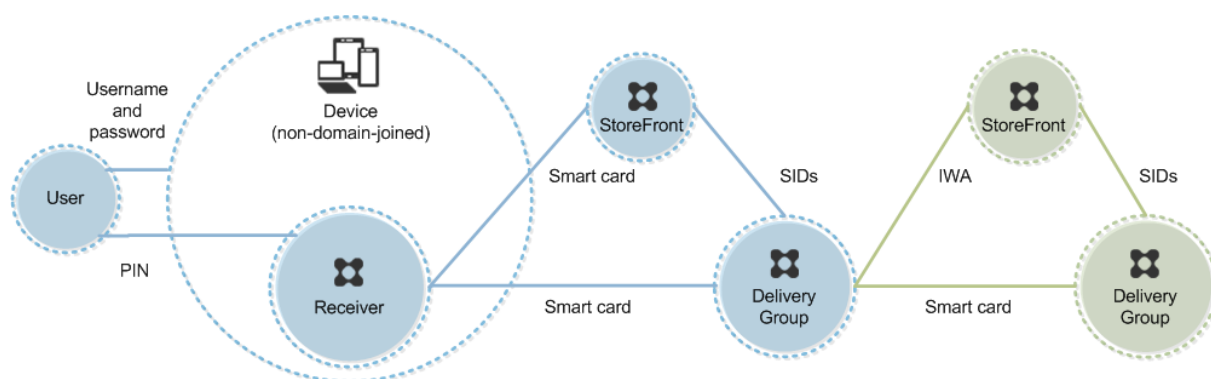 Username
and
password
User
PIN
Device
(non-domain-joined)
Receiver
StoreFront
Smart card
SIDs
Smart card
Delivery
Group
StoreFront
IWA
SIDs
Smart card
Delivery
Group